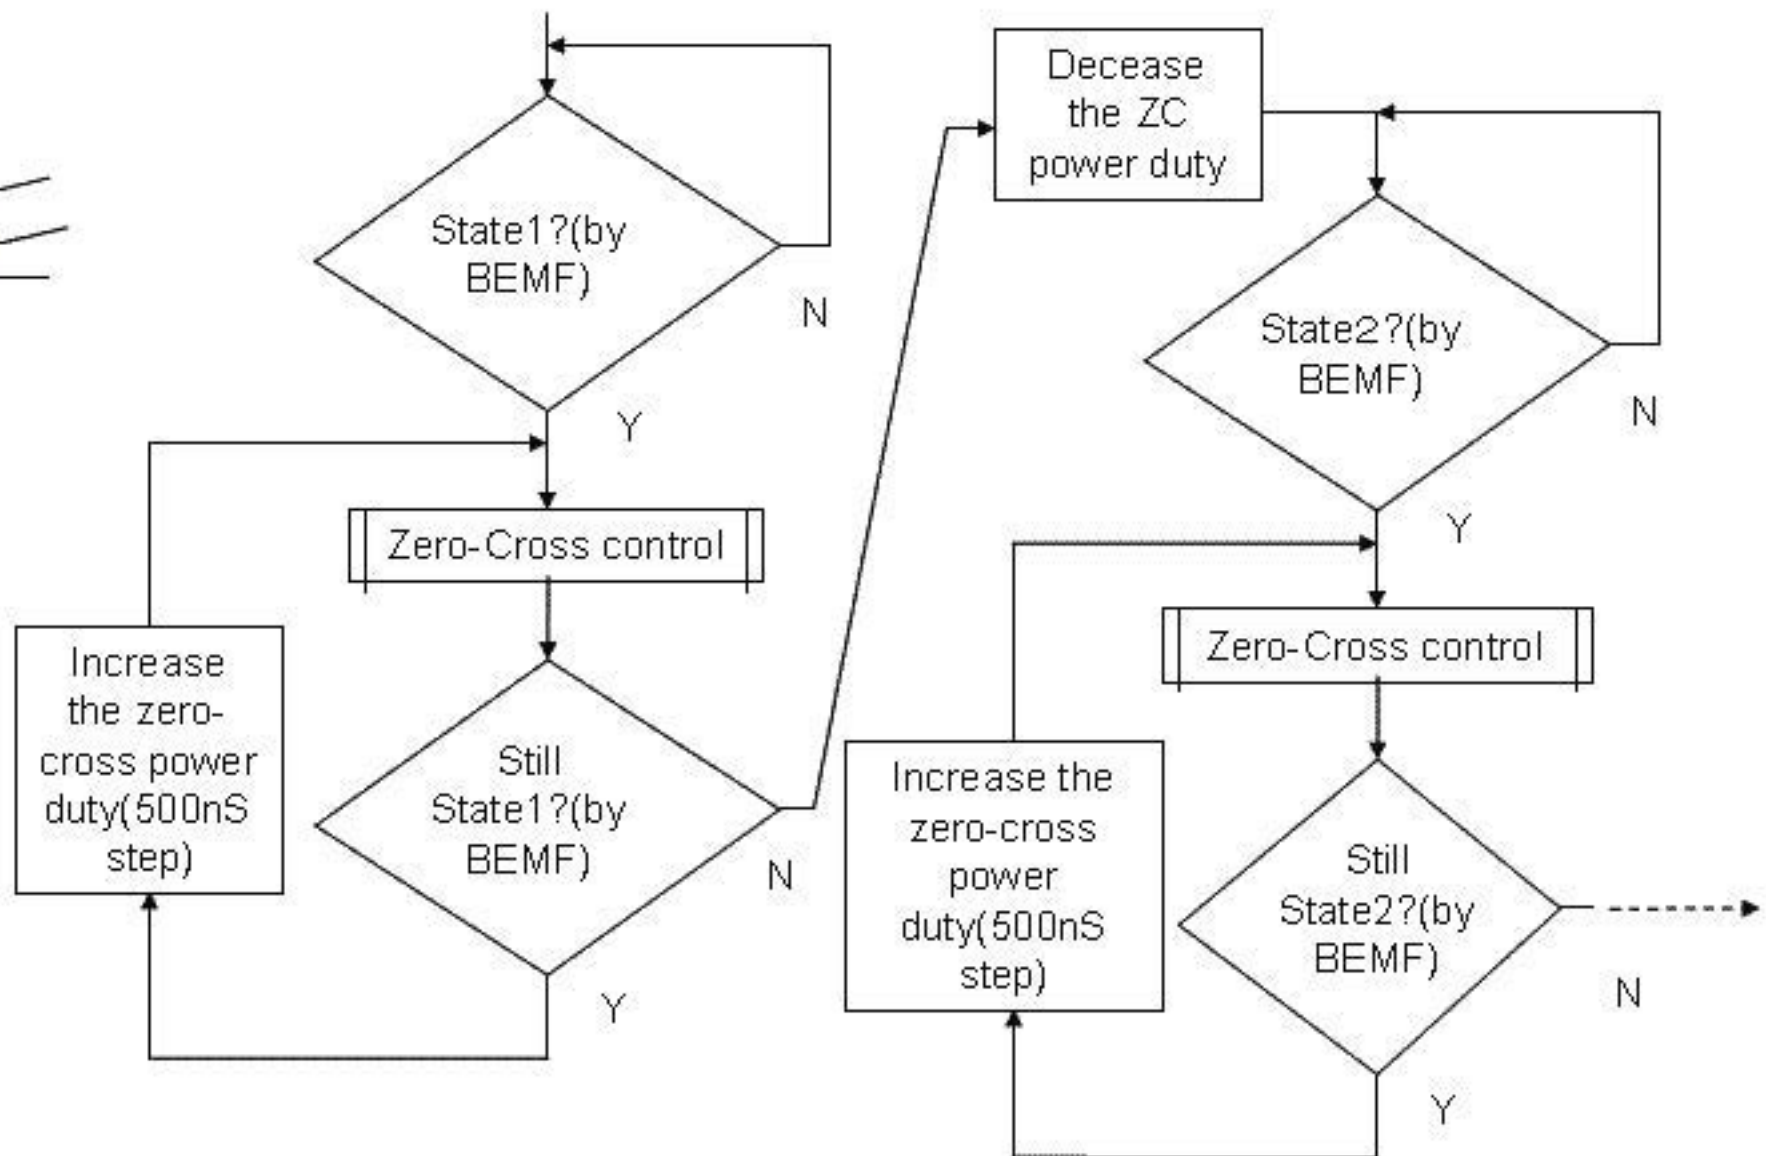 State1?(by
BEMF)
N
Y
Zero-Cross control
Increase
the zero-
cross power
duty(500nS
step)
Still
State1?(by
BEMF)
N
Y
Decease
the ZC
power duty
State2?(by
BEMF)
N
Y
Zero-Cross control
Increase the
zero-cross
power
duty(500nS
step)
Still
State2?(by
BEMF)
N
Y